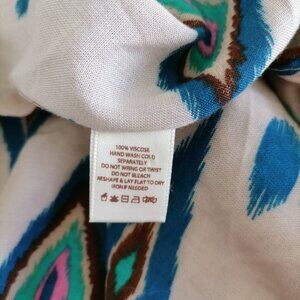 100% VISCOSE
HAND WASH COLD
SEPARATELY
DO NOT WRING OR TWIST
DO NOT BLEACH
RESHAPE & LAY FLAT TO DRY
IRON IF NEEDED